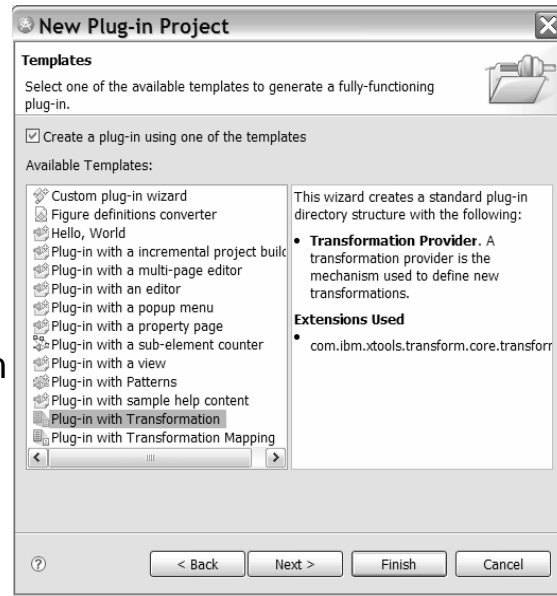 New Plug-in Project
Templates
Select one of the available templates to generate a fully-functioning
plug-in.
Create a plug-in using one of the templates
Available Templates:
Custom plug-in wizard
Figure definitions converter
Hello, World
Plug-in with a incremental project builc
Plug-in with a multi-page editor
Plug-in with an editor
Plug-in with a popup menu
Plug-in with a property page
Plug-in with a sub-element counter
Plug-in with a view
Plug-in with Patterns
Plug-in with sample help content
Plug-in with Transformation
Plug-in with Transformation Mapping
This wizard creates a standard plug-in
directory structure with the following:
• Transformation Provider. A
transformation provider is the
mechanism used to define new
transformations.
Extensions Used
• com.ibm.xtools.transform.core.transforr
n
< Back
Next >
Finish
Cancel